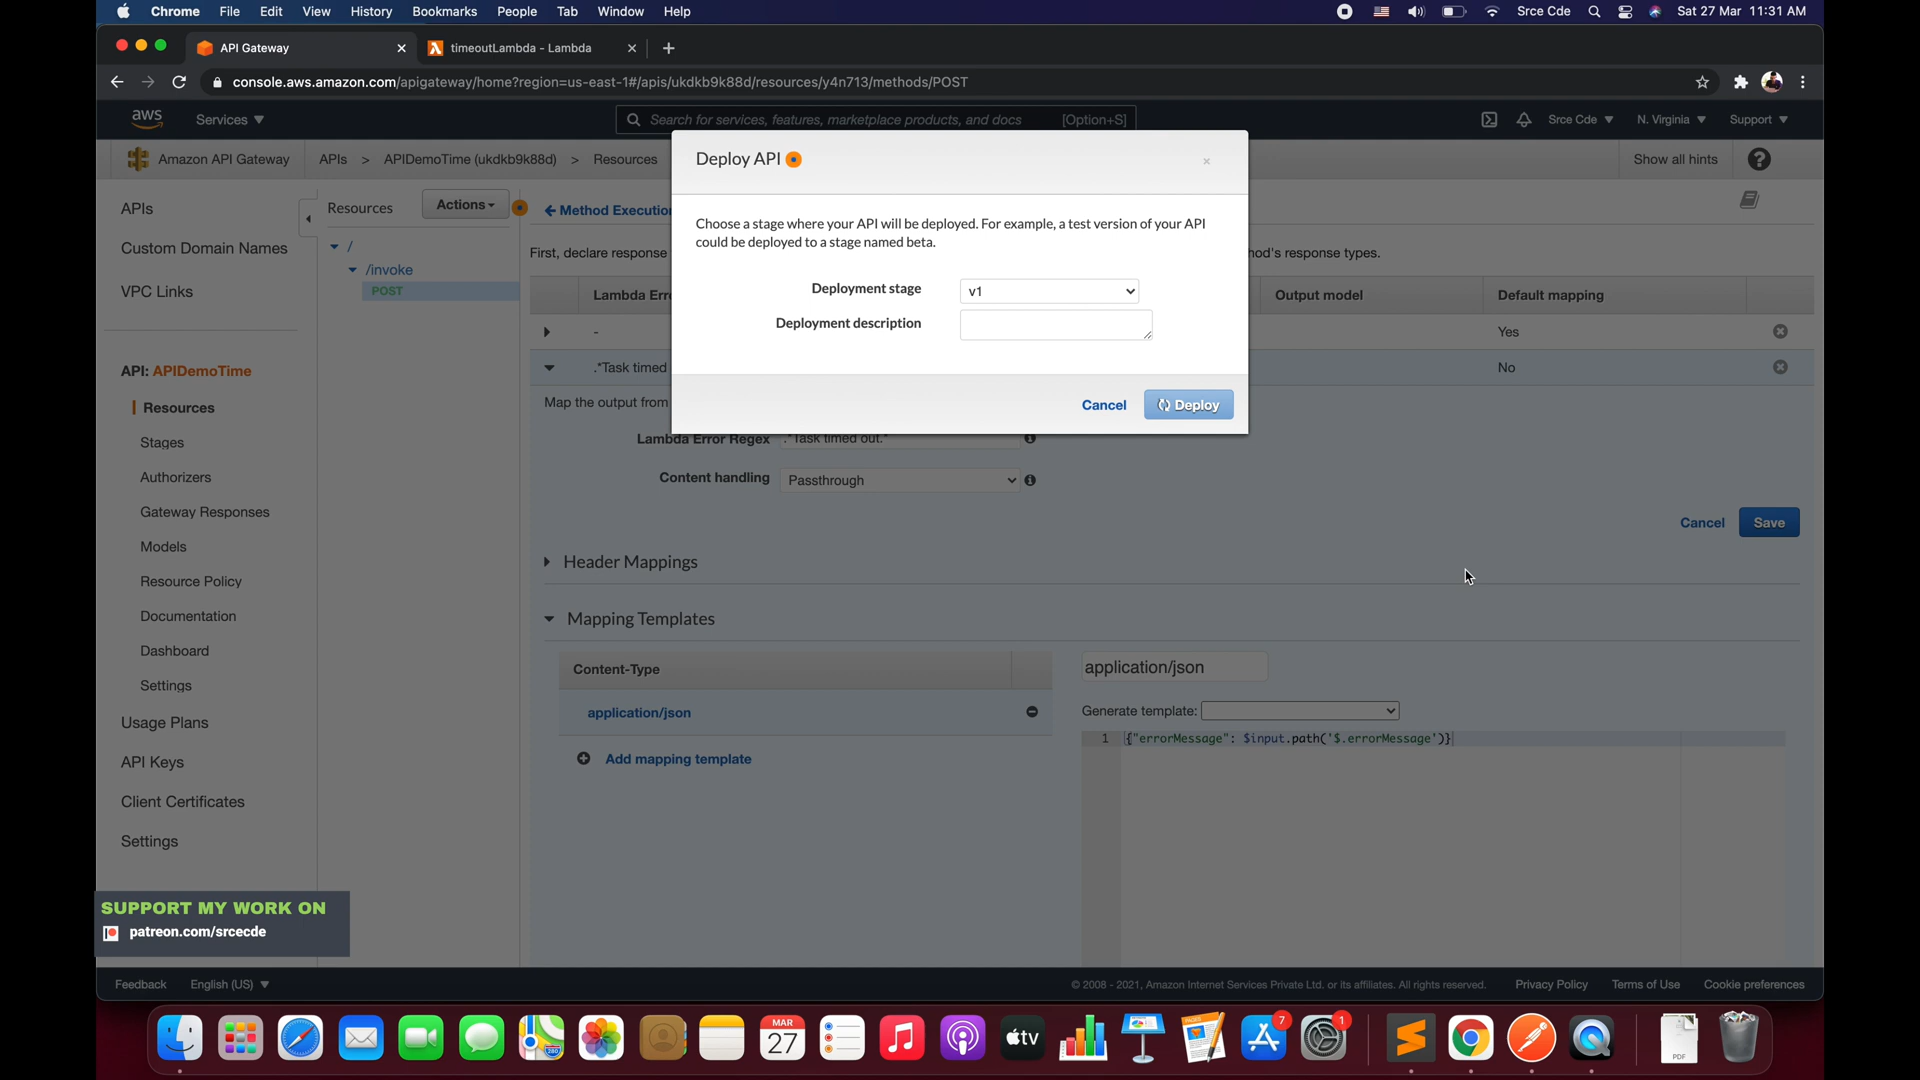 Chrome File Edit View History Bookmarks People Tab Window Help Srce Cde Sat 27 Mar 11:31 AM
API Gateway timeoutLambda - Lambda
console.aws.amazon.com/apigateway/home?region=us-east-1#/apis/ukdkb9k88d/resources/y4n713/methods/POST
aws Services Search for services, features, marketplace products, and docs [Option+S] Srce Cde N. Virginia Support
Amazon API Gateway APIs > APIDemoTime (ukdkb9k88d) > Resources Show all hints
Deploy API
Choose a stage where your API will be deployed. For example, a test version of your API
could be deployed to a stage named beta.
Deployment stage v1
Deployment description
Cancel Deploy
APIs
Custom Domain Names
VPC Links
API: APIDemoTime
Resources
Stages
Authorizers
Gateway Responses
Models
Resource Policy
Documentation
Dashboard
Settings
Usage Plans
API Keys
Client Certificates
Settings
Resources Actions
/
/invoke
POST
Method Execution
First, declare response hod's response types.
Lambda Err Output model Default mapping
- Yes
.*Task timed No
Map the output from
Lambda Error Regex .*Task timed out.*
Content handling Passthrough
Cancel Save
Header Mappings
Mapping Templates
Content-Type
application/json
Add mapping template
application/json
Generate template:
1 {"errorMessage": $input.path('$.errorMessage')}
SUPPORT MY WORK ON
patreon.com/srcecde
Feedback English (US) © 2008 - 2021, Amazon Internet Services Private Ltd. or its affiliates. All rights reserved. Privacy Policy Terms of Use Cookie preferences
280
MAR
27
tv
PAGES
7
1
PDF